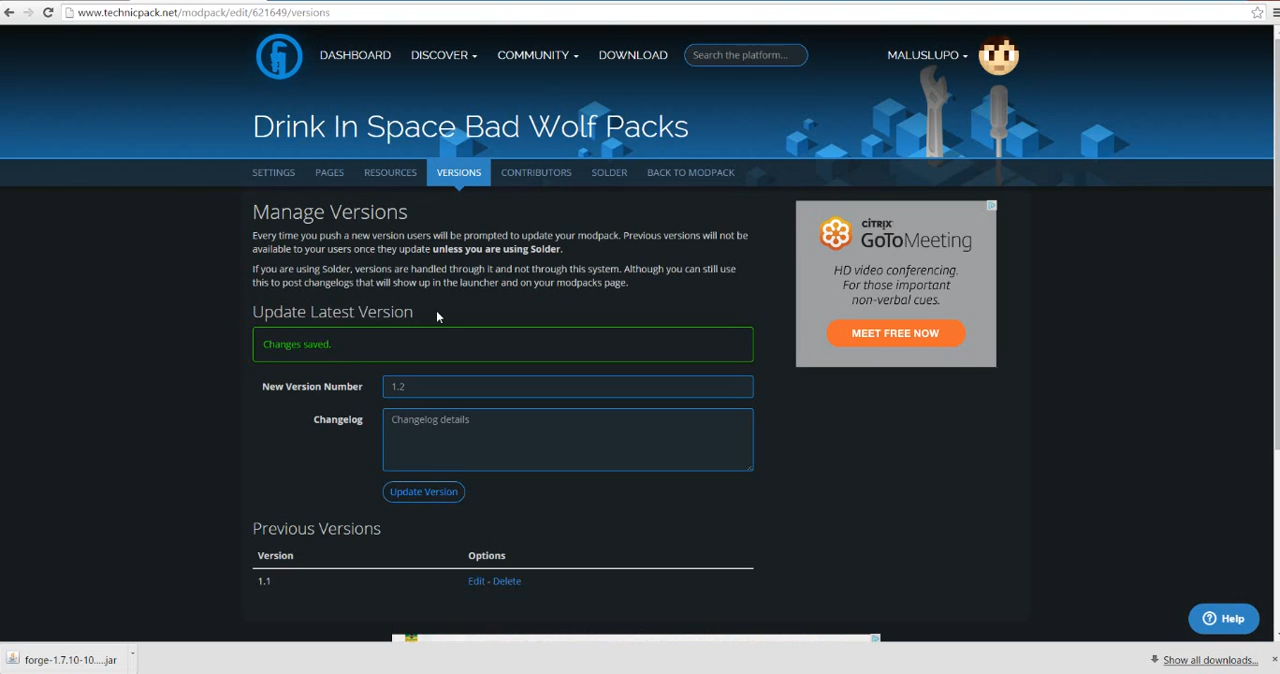 www.technicpack.net/modpack/edit/621649/versions
DASHBOARD DISCOVER COMMUNITY DOWNLOAD Search the platform... MALUSLUPO
Drink In Space Bad Wolf Packs
SETTINGS PAGES RESOURCES VERSIONS CONTRIBUTORS SOLDER BACK TO MODPACK
Manage Versions
Every time you push a new version users will be prompted to update your modpack. Previous versions will not be
available to your users once they update unless you are using Solder.
If you are using Solder, versions are handled through it and not through this system. Although you can still use
this to post changelogs that will show up in the launcher and on your modpacks page.
Update Latest Version
Changes saved.
New Version Number 1.2
Changelog Changelog details
Update Version
Previous Versions
Version Options
1.1 Edit - Delete
CİTRIX
GoToMeeting
HD video conferencing.
For those important
non-verbal cues.
MEET FREE NOW
Help
forge-1.7.10-10....jar
Show all downloads...